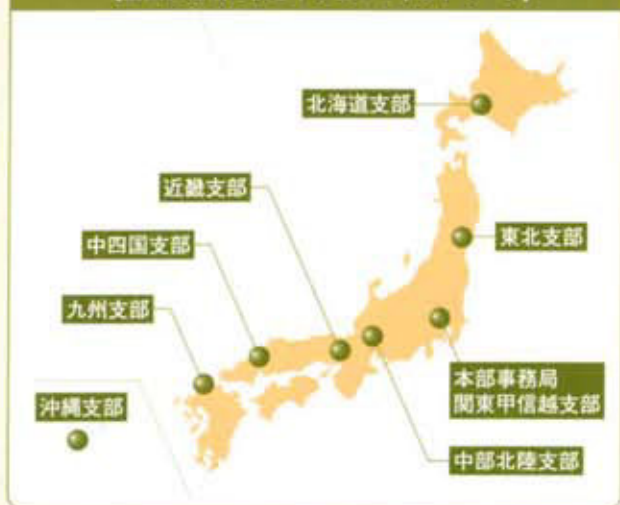 北海道支部
近畿支部
東北支部
中四国支部
九州支部
本部事務局
関東甲信越支部
沖縄支部
中部北陸支部